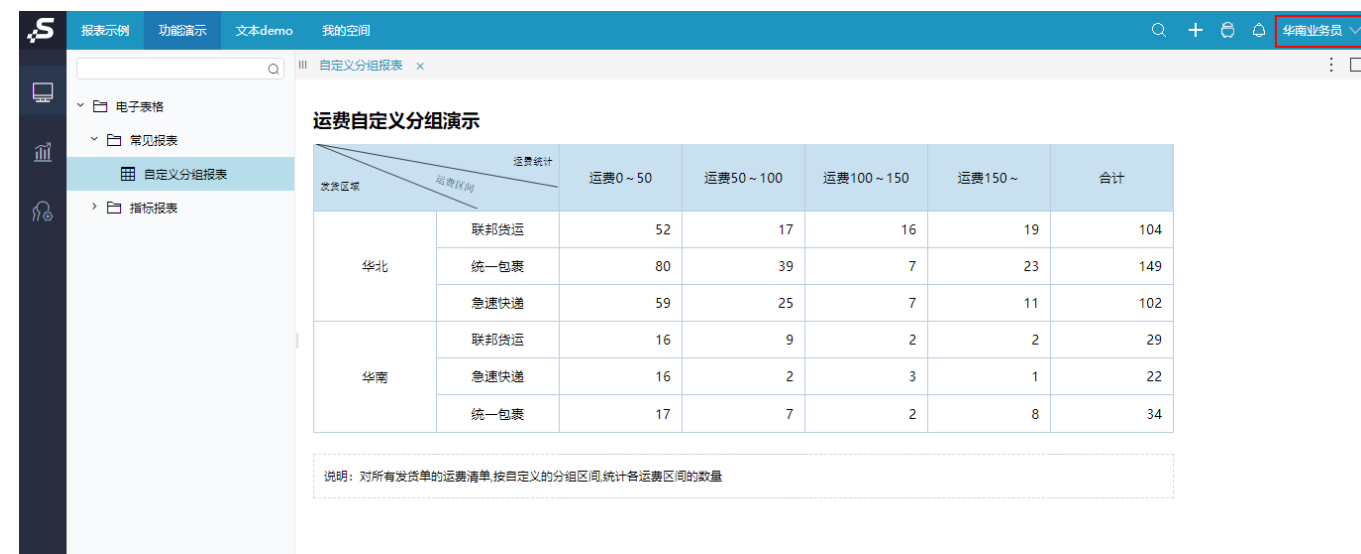 报表示例 功能演示 文本demo 我的空间 华南业务员
自定义分组报表 ×
电子表格
常见报表
自定义分组报表
指标报表
运费自定义分组演示
运费统计 运费区间 发货区域 运费0~50 运费50~100 运费100~150 运费150~ 合计
华北 联邦货运 52 17 16 19 104
统一包裹 80 39 7 23 149
急速快递 59 25 7 11 102
华南 联邦货运 16 9 2 2 29
急速快递 16 2 3 1 22
统一包裹 17 7 2 8 34
说明：对所有发货单的运费清单,按自定义的分组区间,统计各运费区间的数量